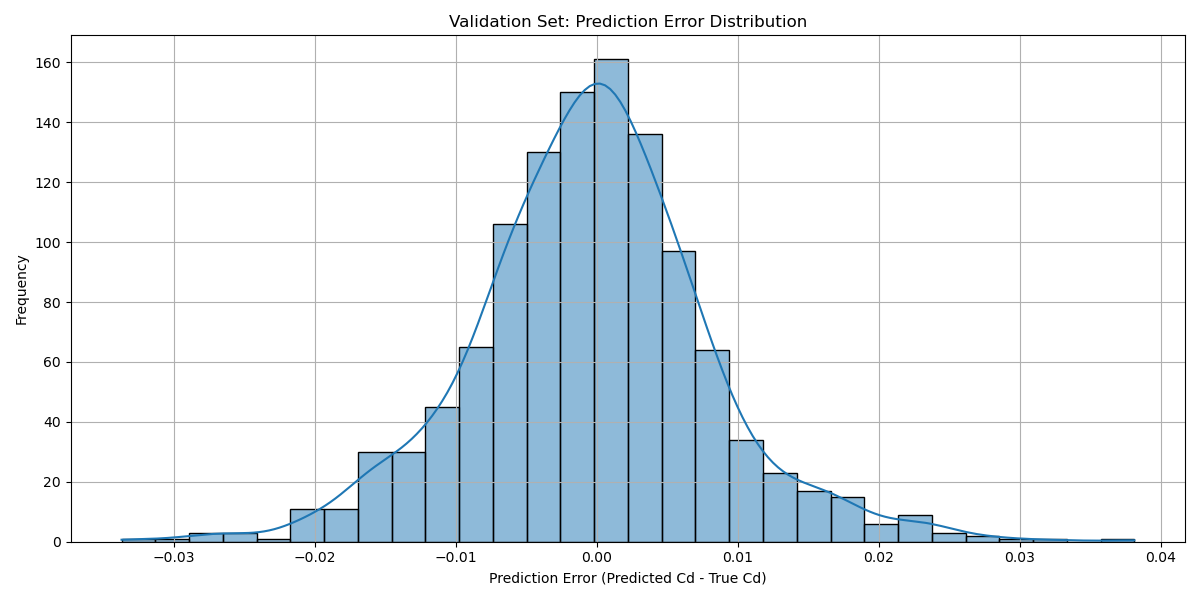 Validation Set: Prediction Error Distribution
Frequency
160
140
120
100
80
60
40
20
0
−0.03 −0.02 −0.01 0.00 0.01 0.02 0.03 0.04
Prediction Error (Predicted Cd - True Cd)